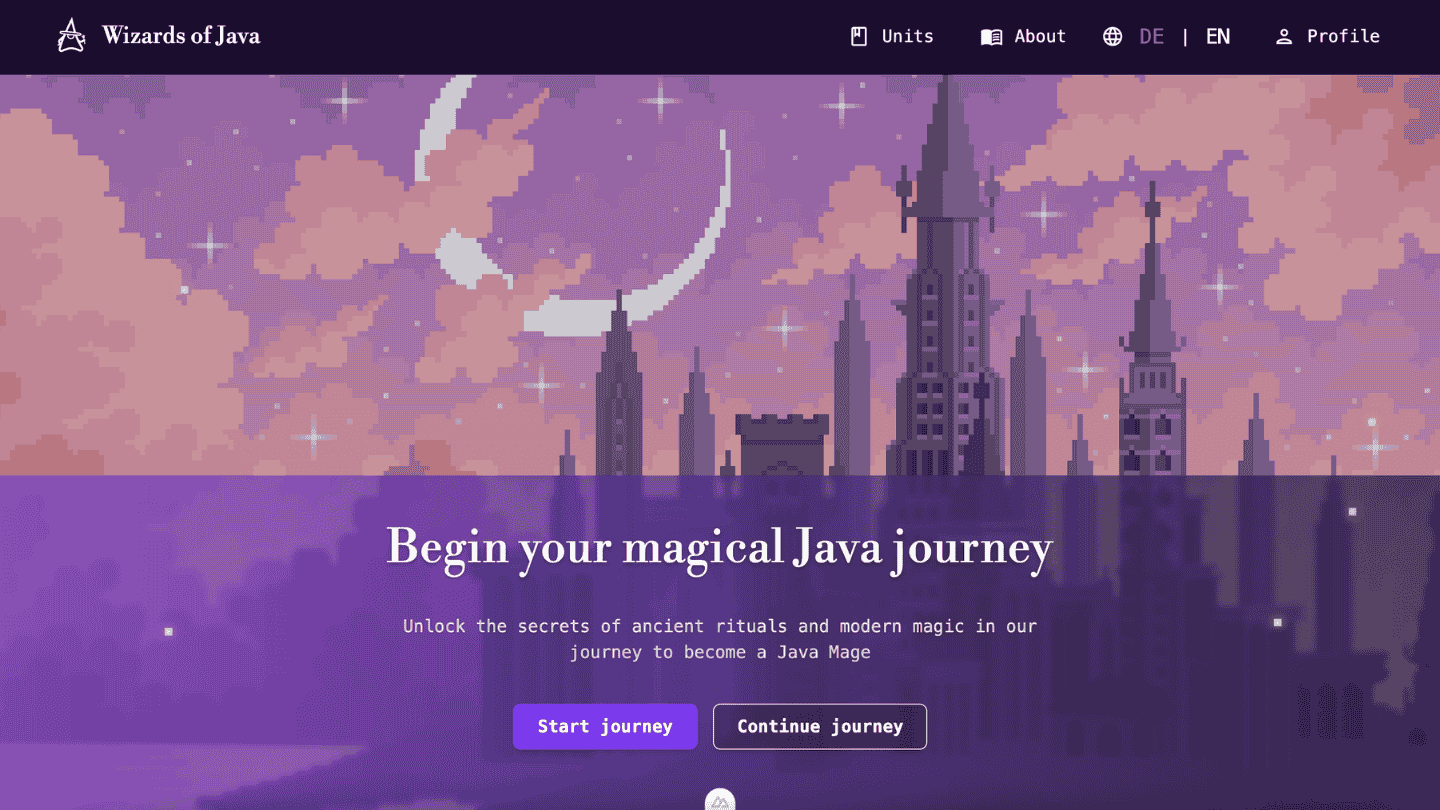 Wizards of Java
Units
About
DE | EN
Profile
Begin your magical Java journey
Unlock the secrets of ancient rituals and modern magic in our
journey to become a Java Mage
Start journey
Continue journey